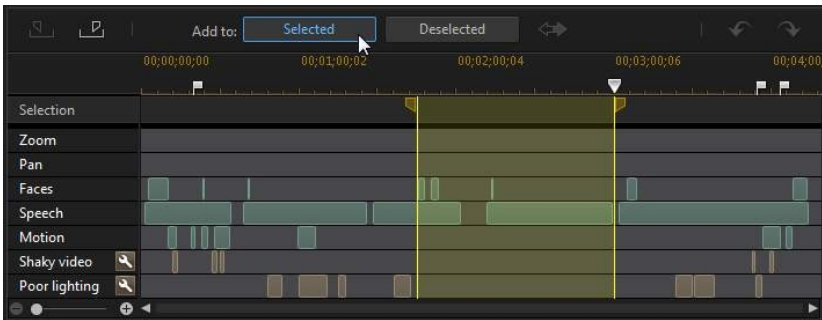 Add to: Selected Deselected
00;00;00;00 00;01;00;02 00;02;00;04 00;03;00;06 00;04;00
Selection
Zoom
Pan
Faces
Speech
Motion
Shaky video
Poor lighting